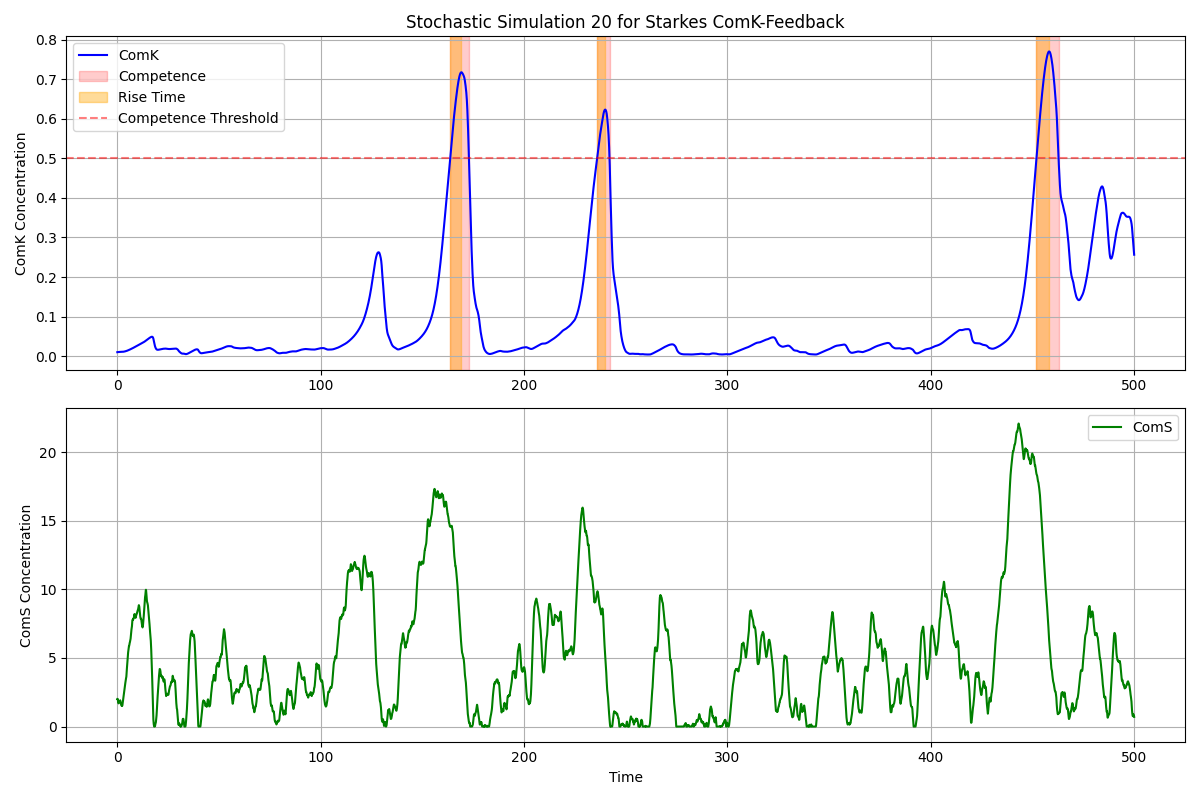 Stochastic Simulation 20 for Starkes ComK-Feedback
ComK Concentration
0.8
0.7
0.6
0.5
0.4
0.3
0.2
0.1
0.0
ComK
Competence
Rise Time
Competence Threshold
0 100 200 300 400 500
ComS Concentration
20
15
10
5
0
ComS
0 100 200 300 400 500
Time